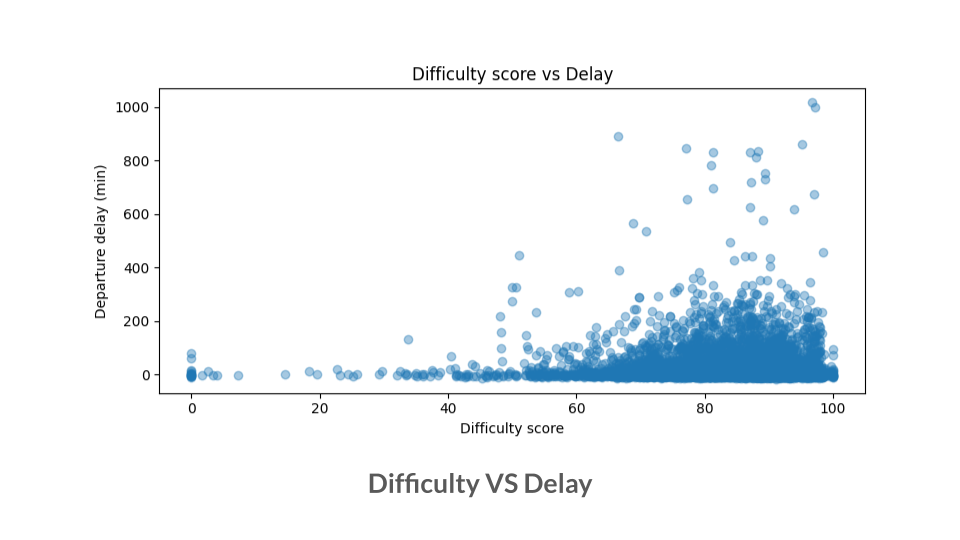 Difficulty score vs Delay
Departure delay (min)
1000
800
600
400
200
0
0 20 40 60 80 100
Difficulty score
Difficulty VS Delay